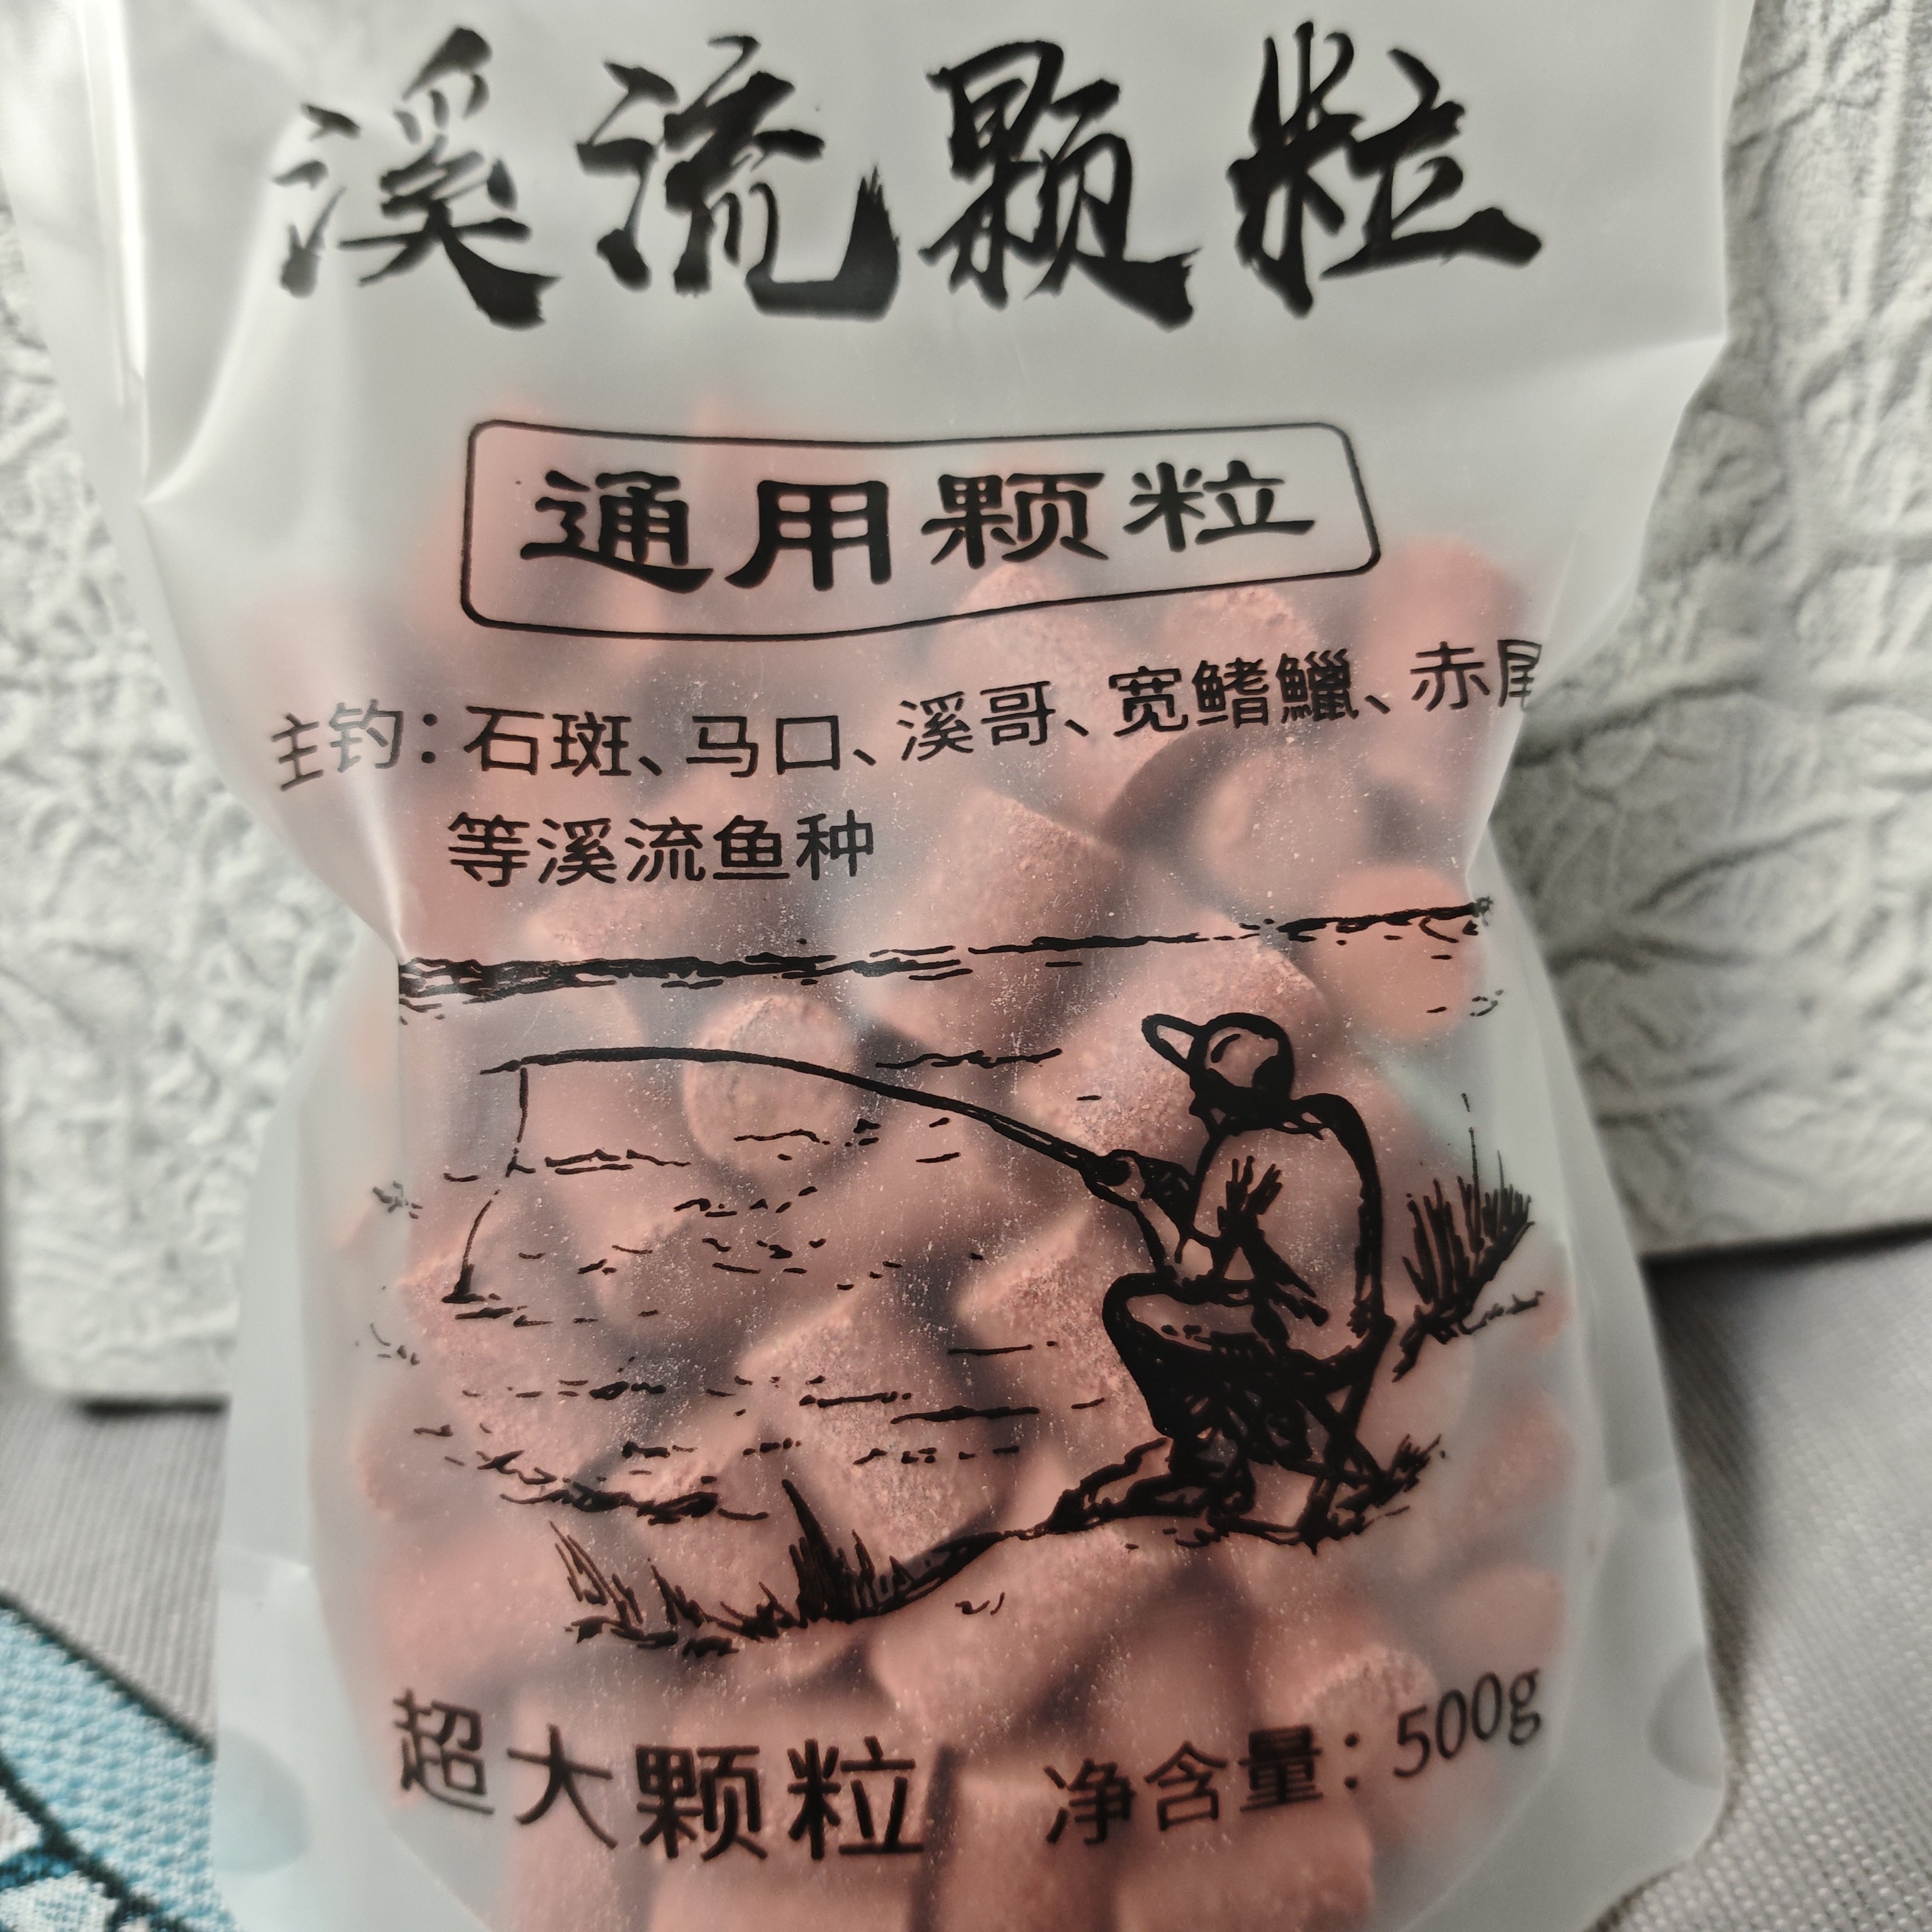 溪流颗粒
通用颗粒
主钓：石斑、马口、溪哥、宽鳍鱲、赤尾
等溪流鱼种
超大颗粒 净含量：500g